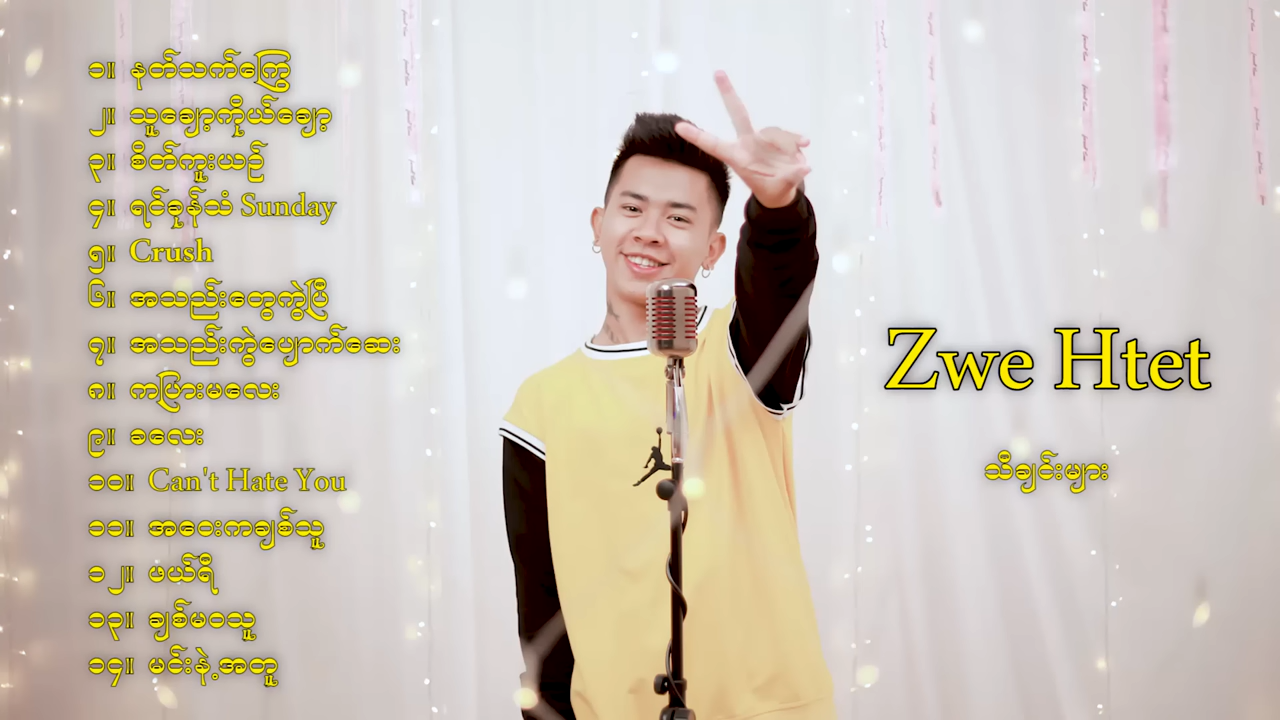 ၁။ နတ်သက်ကြွေ
၂။ သူချော့ကိုယ်ချော့
၃။ စိတ်ကူးယဉ်
၄။ ရင်ခုန်သံ Sunday
၅။ Crush
၆။ အသည်းတွေကွဲပြီ
၇။ အသည်းကွဲပျောက်ဆေး
၈။ ကပြားမလေး
၉။ ခလေး
၁၀။ Can't Hate You
၁၁။ အဝေးကချစ်သူ
၁၂။ ဖယ်ရီ
၁၃။ ချစ်မဝသူ
၁၄။ မင်းနဲ့အတူ
Zwe Htet
သီချင်းများ